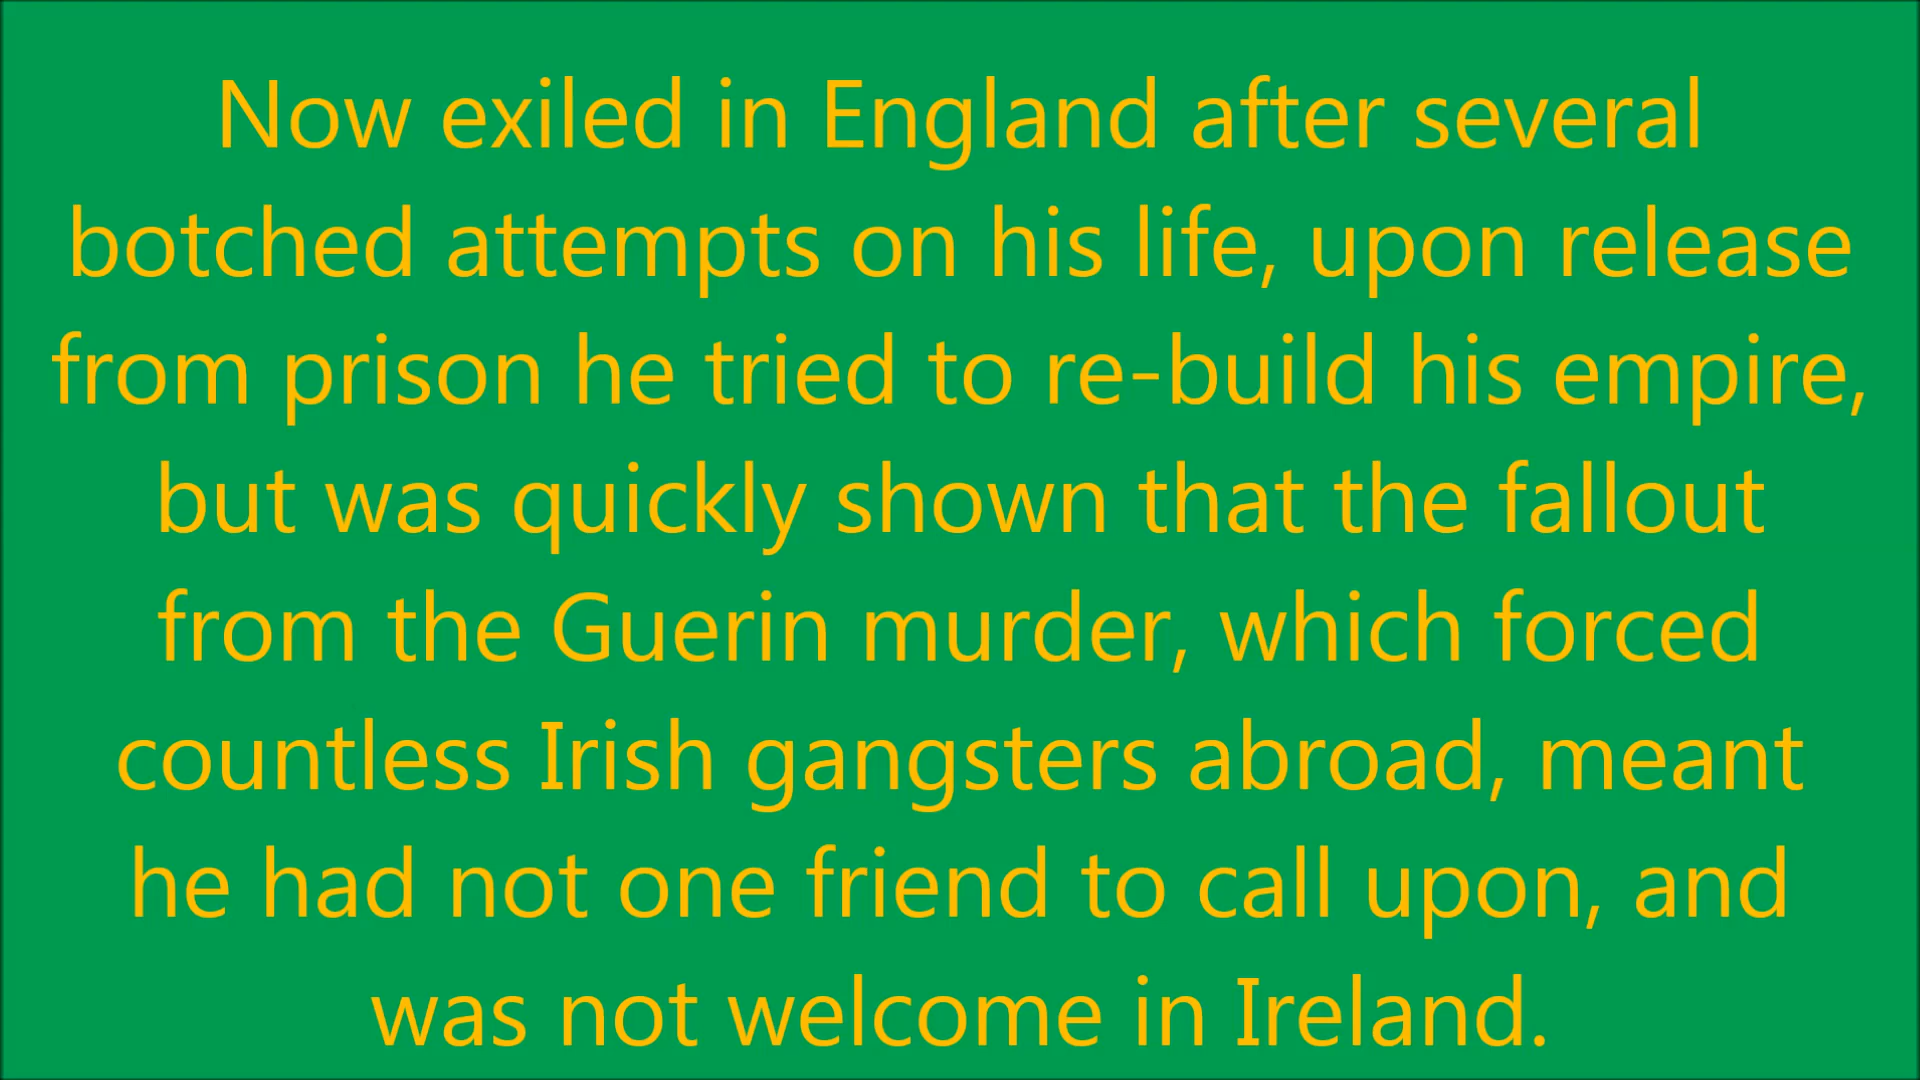 Now exiled in England after several
botched attempts on his life, upon release
from prison he tried to re-build his empire,
but was quickly shown that the fallout
from the Guerin murder, which forced
countless Irish gangsters abroad, meant
he had not one friend to call upon, and
was not welcome in Ireland.